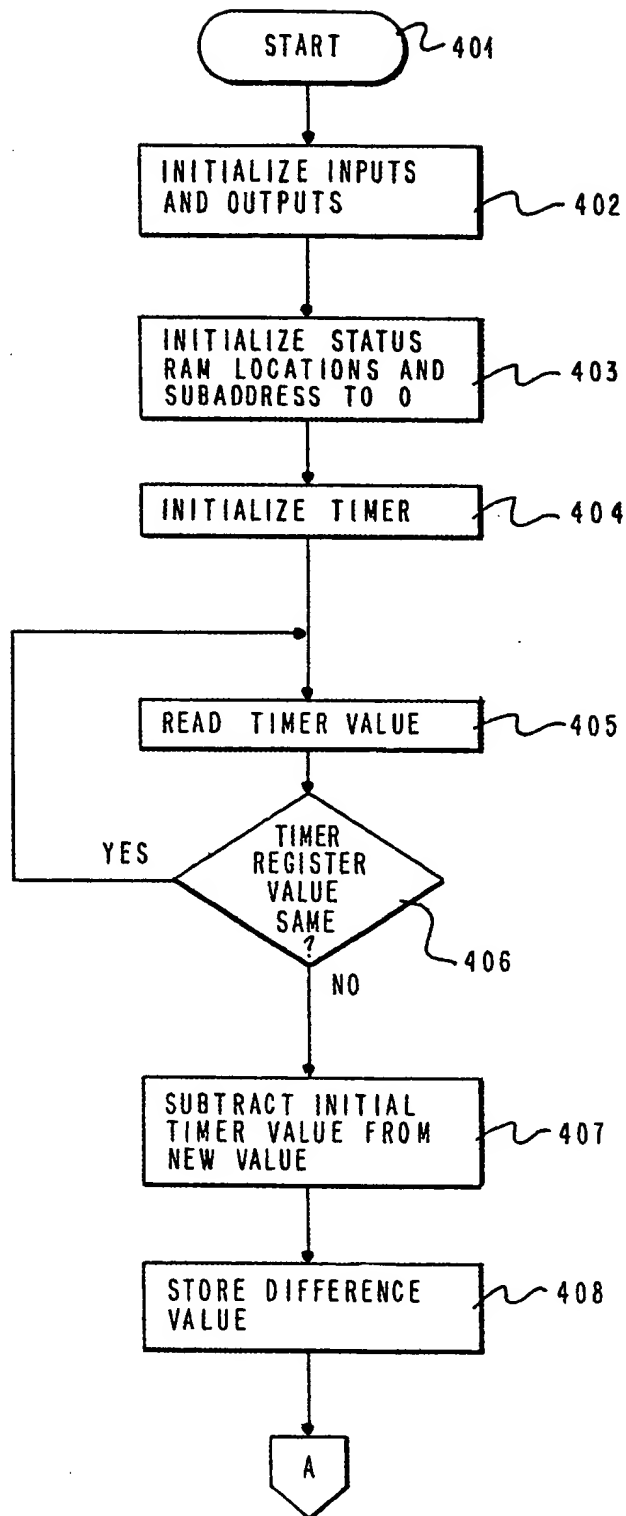 START
401
INITIALIZE INPUTS
AND OUTPUTS
402
INITIALIZE STATUS
RAM LOCATIONS AND
SUBADDRESS TO 0
403
INITIALIZE TIMER
404
READ TIMER VALUE
405
YES
TIMER
REGISTER
VALUE
SAME
?
406
NO
SUBTRACT INITIAL
TIMER VALUE FROM
NEW VALUE
407
STORE DIFFERENCE
VALUE
408
A